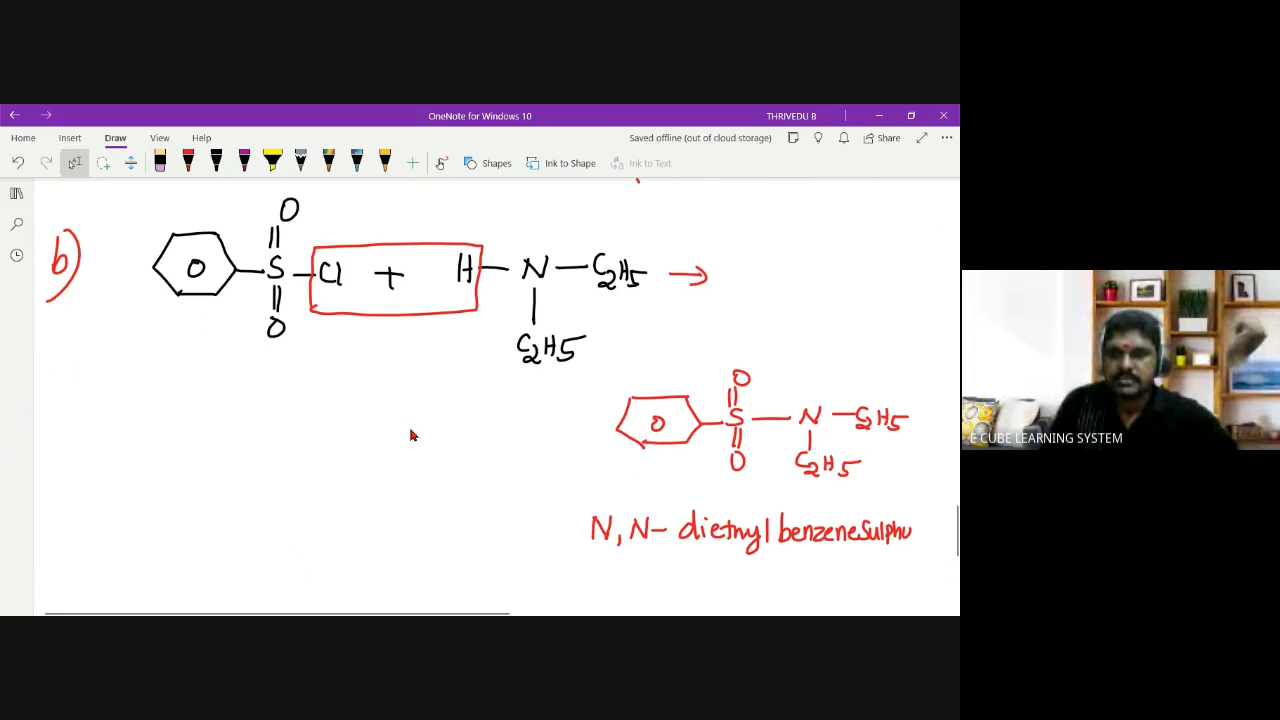 OneNote for Windows 10
THRIVEDU B
Home Insert Draw View Help
Saved offline (out of cloud storage)
Share
Shapes
Ink to Shape
Ink to Text
b)
O
S
Cl + H - N - C2H5 →
O
O
C2H5
O
O S - N - C2H5
O
C2H5
N, N- diethyl benzenesulpho
E CUBE LEARNING SYSTEM